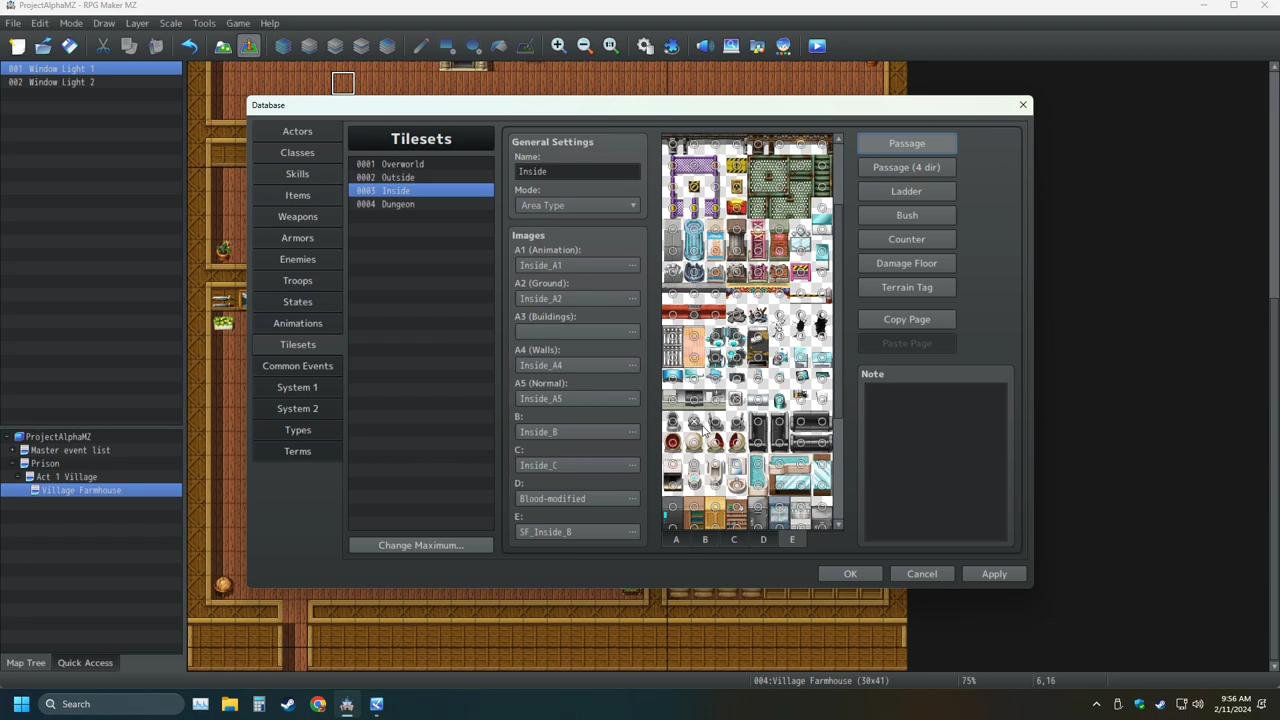 ProjectAlphaMZ - RPG Maker MZ
File Edit Mode Draw Layer Scale Tools Game Help
001 Window Light 1
002 Window Light 2
Database
Actors
Classes
Skills
Items
Weapons
Armors
Enemies
Troops
States
Animations
Tilesets
Common Events
System 1
System 2
Types
Terms
Tilesets
0001 Overworld
0002 Outside
0003 Inside
0004 Dungeon
Change Maximum...
General Settings
Name:
Inside
Mode:
Area Type
Images
A1 (Animation):
Inside_A1 ...
A2 (Ground):
Inside_A2 ...
A3 (Buildings):
...
A4 (Walls):
Inside_A4 ...
A5 (Normal):
Inside_A5 ...
B:
Inside_B ...
C:
Inside_C ...
D:
Blood-modified ...
E:
SF_Inside_B ...
A B C D E
Passage
Passage (4 dir)
Ladder
Bush
Counter
Damage Floor
Terrain Tag
Copy Page
Paste Page
Note
OK Cancel Apply
ProjectAlphaMZ
Master event list
Prison
Act 1 Village
Village Farmhouse
Map Tree Quick Access
004:Village Farmhouse (30x41) 75% 6,16
Search
9:56 AM
2/11/2024